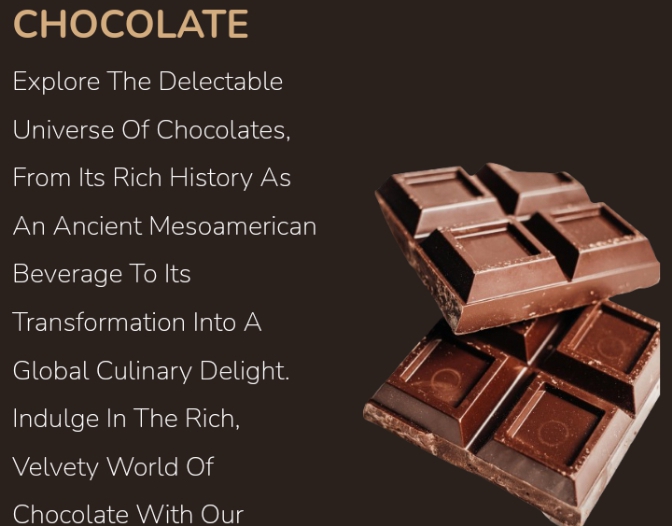 CHOCOLATE
Explore The Delectable
Universe Of Chocolates,
From Its Rich History As
An Ancient Mesoamerican
Beverage To Its
Transformation Into A
Global Culinary Delight.
Indulge In The Rich,
Velvety World Of
Chocolate With Our